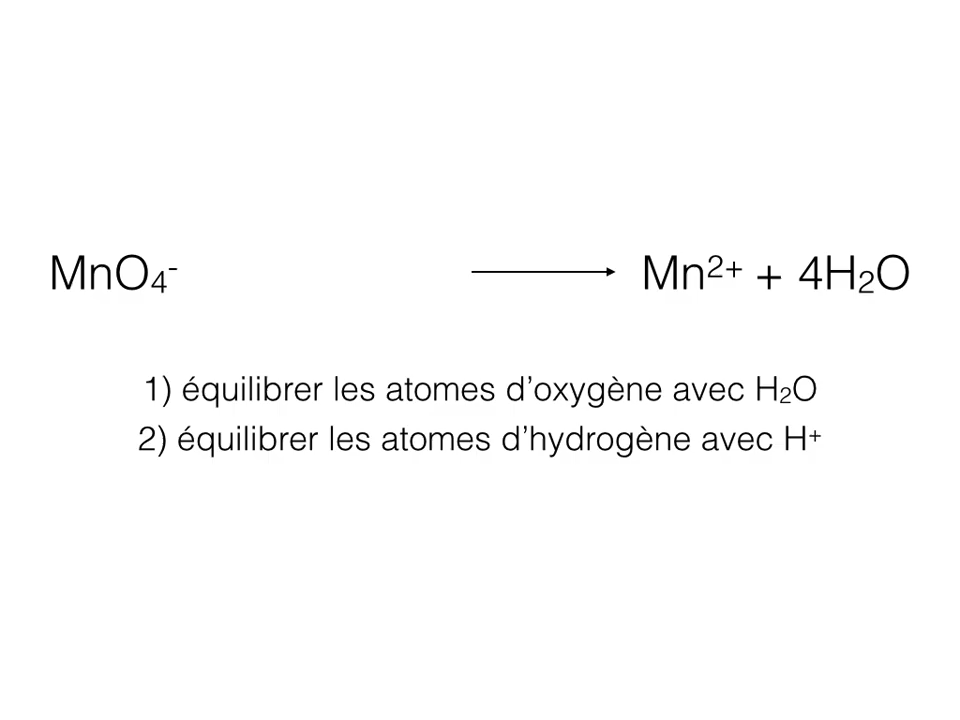 MnO₄⁻ ⟶ Mn²⁺ + 4H₂O
1) équilibrer les atomes d’oxygène avec H₂O
2) équilibrer les atomes d’hydrogène avec H⁺